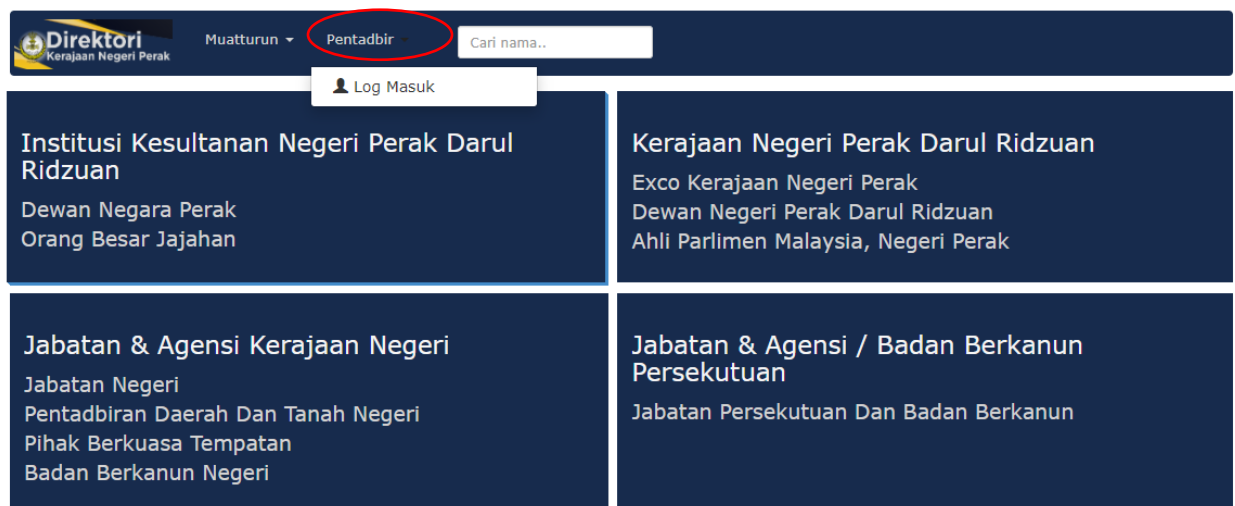 Direktori
Kerajaan Negeri Perak
Muatturun
Pentadbir
Cari nama..
Log Masuk
Institusi Kesultanan Negeri Perak Darul
Ridzuan
Dewan Negara Perak
Orang Besar Jajahan
Kerajaan Negeri Perak Darul Ridzuan
Exco Kerajaan Negeri Perak
Dewan Negeri Perak Darul Ridzuan
Ahli Parlimen Malaysia, Negeri Perak
Jabatan & Agensi Kerajaan Negeri
Jabatan Negeri
Pentadbiran Daerah Dan Tanah Negeri
Pihak Berkuasa Tempatan
Badan Berkanun Negeri
Jabatan & Agensi / Badan Berkanun
Persekutuan
Jabatan Persekutuan Dan Badan Berkanun